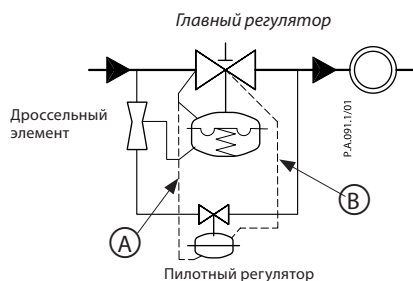 Главный регулятор
Дроссельный
элемент
P.A.091.1/01
A
B
Пилотный регулятор